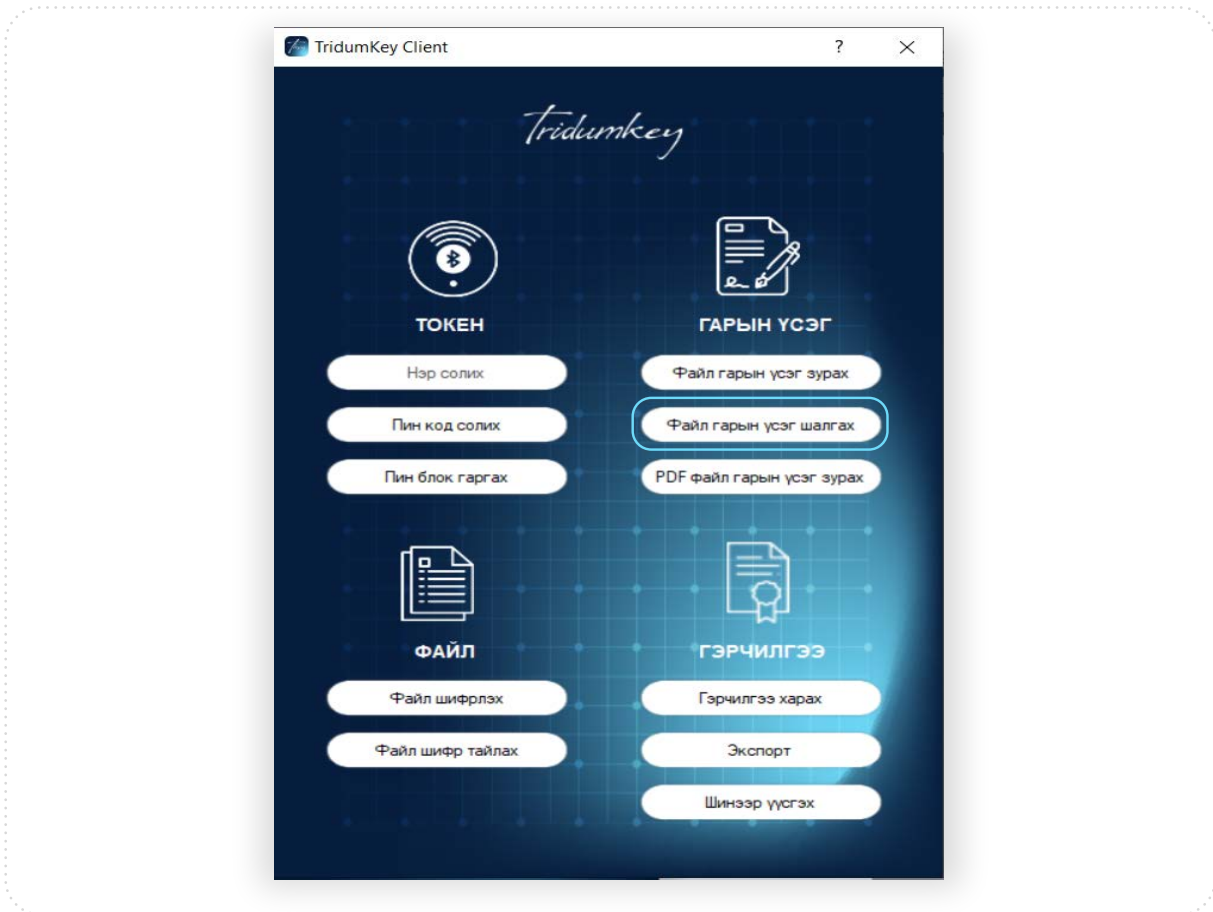 TridumKey Client
?
Tridumkey
ТОКЕН
Нэр солих
Пин код солих
Пин блок гаргах
ГАРЫН ҮСЭГ
Файл гарын үсэг зурах
Файл гарын үсэг шалгах
PDF файл гарын үсэг зурах
ФАЙЛ
Файл шифрлэх
Файл шифр тайлах
ГЭРЧИЛГЭЭ
Гэрчилгээ харах
Экспорт
Шинээр үүсгэх